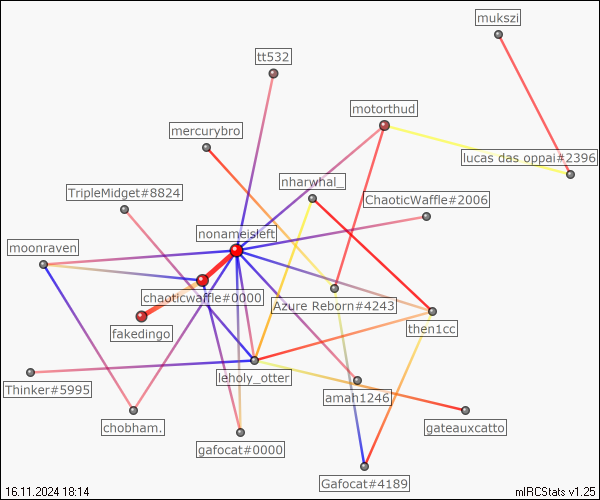 mukszi
tt532
motorthud
mercurybro
lucas das oppai#2396
nharwhal_
TripleMidget#8824
ChaoticWaffle#2006
nonameisleft
moonraven
chaoticwaffle#0000
Azure Reborn#4243
fakedingo
then1cc
leholy_otter
Thinker#5995
amah1246
chobham.
gateauxcatto
gafocat#0000
Gafocat#4189
16.11.2024 18:14
mIRCStats v1.25